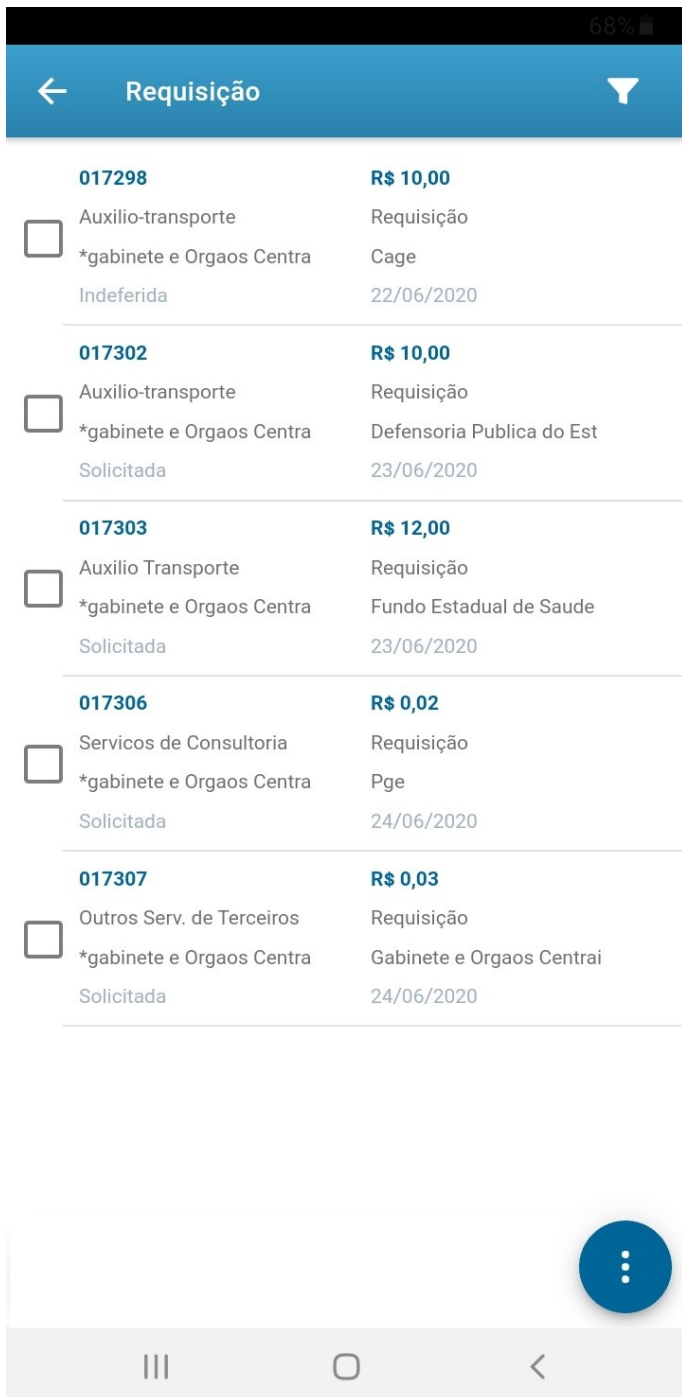 68%
Requisição
017298 R$ 10,00
Auxilio-transporte Requisição
*gabinete e Orgaos Centra Cage
Indeferida 22/06/2020
017302 R$ 10,00
Auxilio-transporte Requisição
*gabinete e Orgaos Centra Defensoria Publica do Est
Solicitada 23/06/2020
017303 R$ 12,00
Auxilio Transporte Requisição
*gabinete e Orgaos Centra Fundo Estadual de Saude
Solicitada 23/06/2020
017306 R$ 0,02
Servicos de Consultoria Requisição
*gabinete e Orgaos Centra Pge
Solicitada 24/06/2020
017307 R$ 0,03
Outros Serv. de Terceiros Requisição
*gabinete e Orgaos Centra Gabinete e Orgaos Centrai
Solicitada 24/06/2020